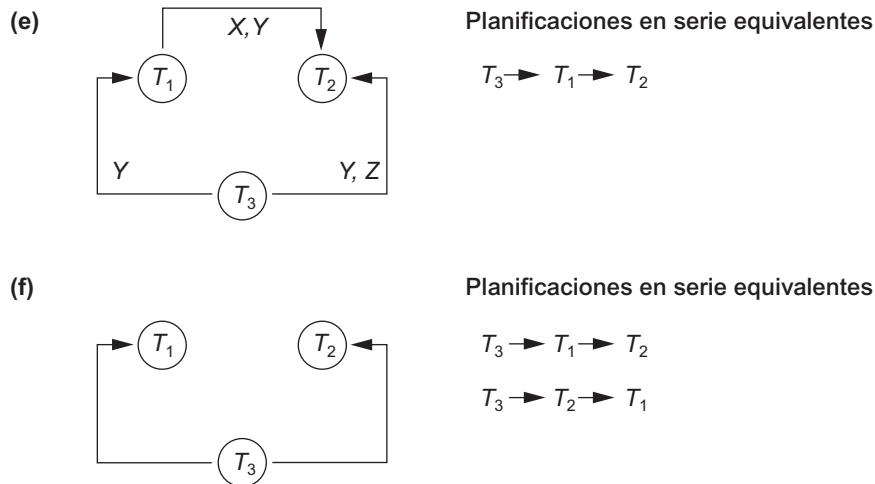 (e)
X,Y
T1
T2
Y
Y, Z
T3
Planificaciones en serie equivalentes
T3 T1 T2
(f)
T1
T2
T3
Planificaciones en serie equivalentes
T3 T1 T2
T3 T2 T1